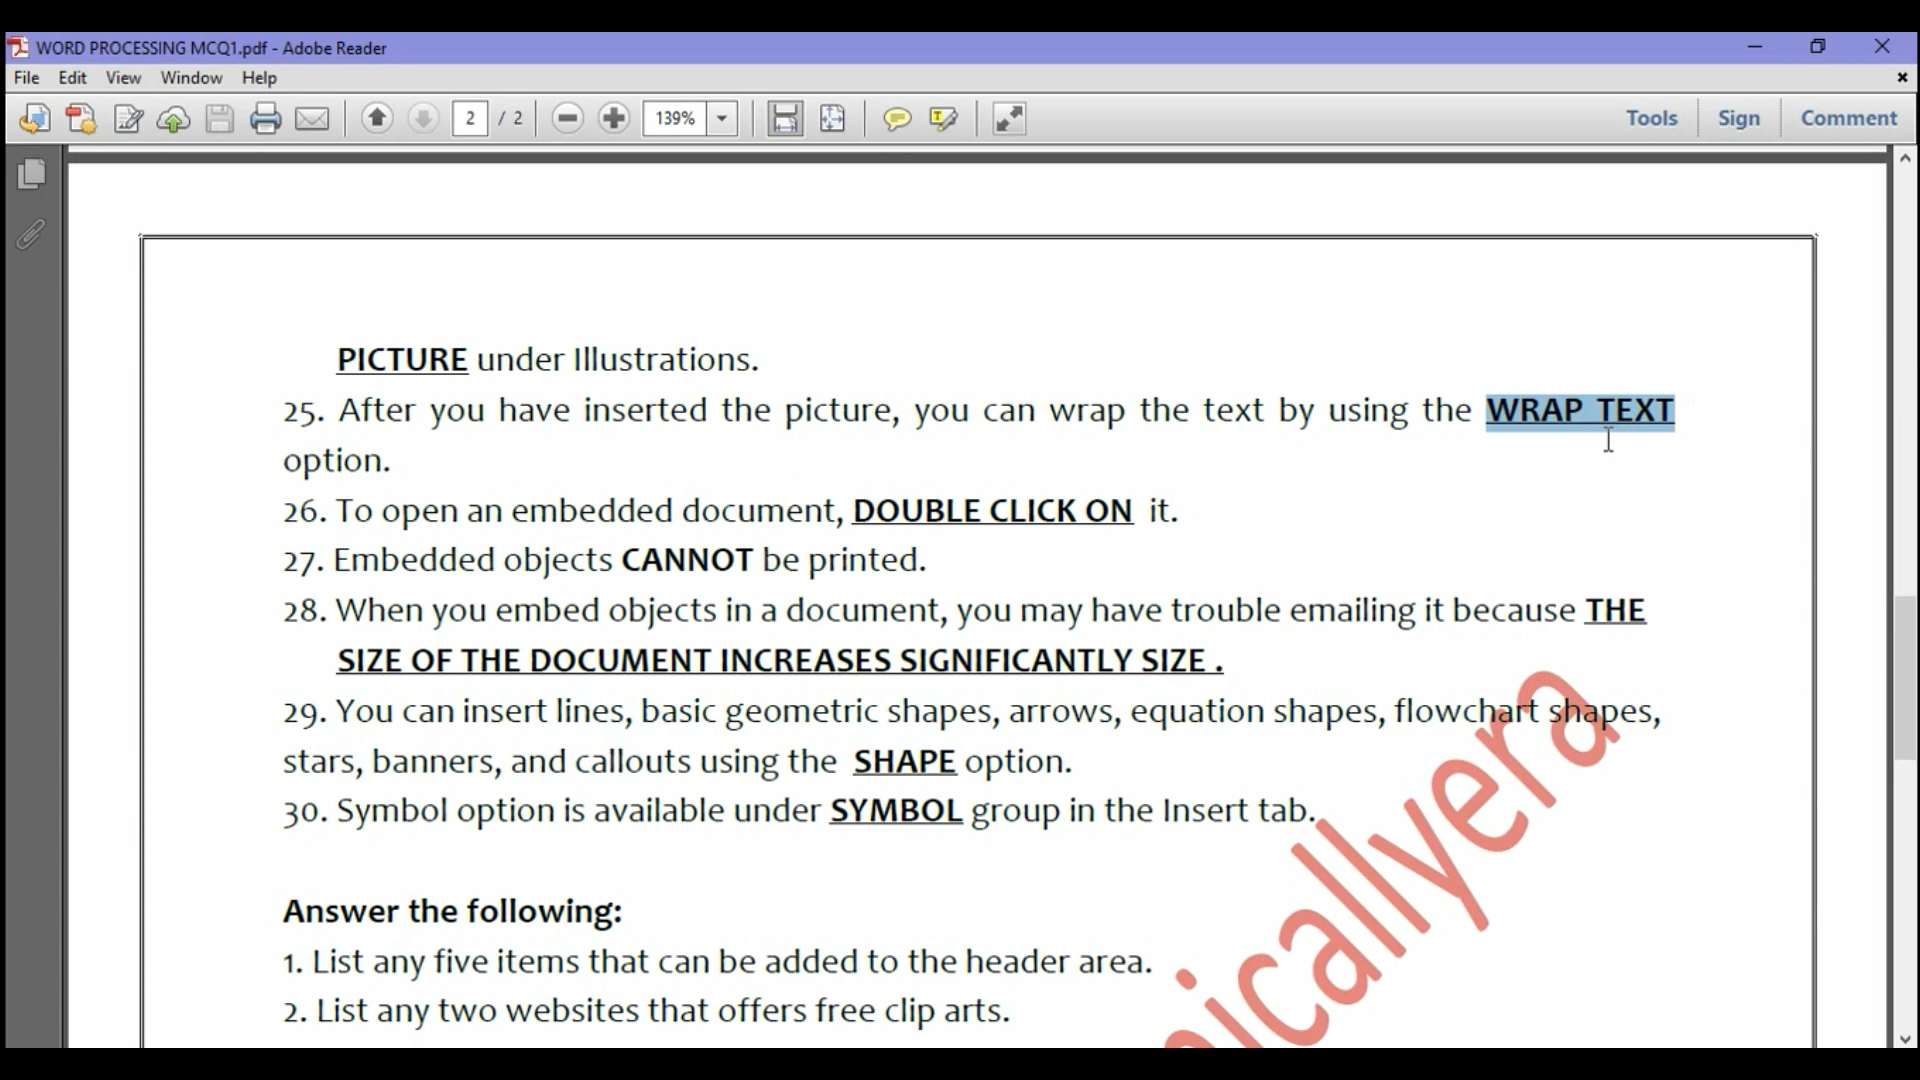 WORD PROCESSING MCQ1.pdf - Adobe Reader
File Edit View Window Help
2 / 2 139% Tools Sign Comment
PICTURE under Illustrations.
25. After you have inserted the picture, you can wrap the text by using the WRAP TEXT
option.
26. To open an embedded document, DOUBLE CLICK ON it.
27. Embedded objects CANNOT be printed.
28. When you embed objects in a document, you may have trouble emailing it because THE
SIZE OF THE DOCUMENT INCREASES SIGNIFICANTLY SIZE .
29. You can insert lines, basic geometric shapes, arrows, equation shapes, flowchart shapes,
stars, banners, and callouts using the SHAPE option.
30. Symbol option is available under SYMBOL group in the Insert tab.
Answer the following:
1. List any five items that can be added to the header area.
2. List any two websites that offers free clip arts.
nicallyera